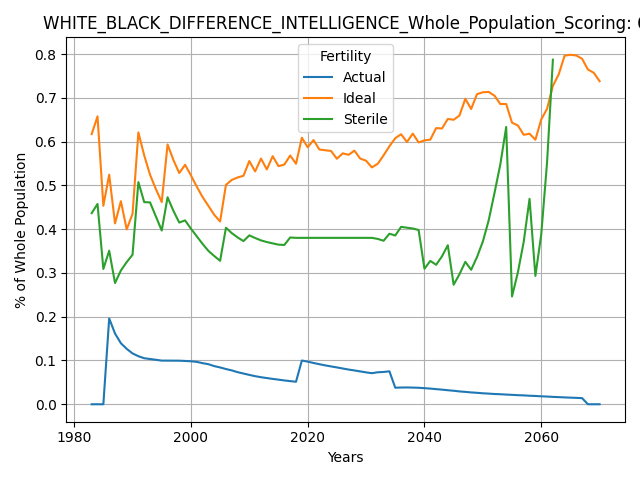 WHITE_BLACK_DIFFERENCE_INTELLIGENCE_Whole_Population_Scoring:
Fertility
Actual
Ideal
Sterile
% of Whole Population
0.8
0.7
0.6
0.5
0.4
0.3
0.2
0.1
0.0
1980
2000
2020
2040
2060
Years